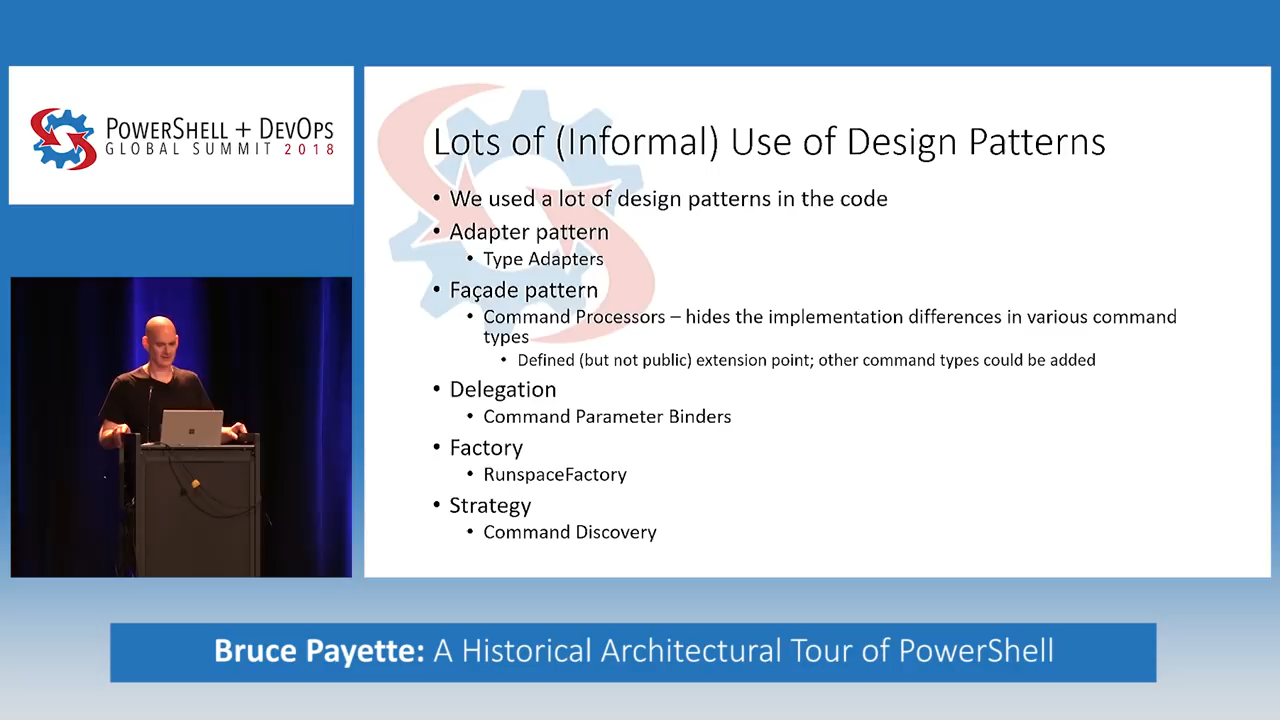 POWERSHELL + DEVOPS
GLOBAL SUMMIT 2018
Lots of (Informal) Use of Design Patterns
• We used a lot of design patterns in the code
• Adapter pattern
• Type Adapters
• Façade pattern
• Command Processors – hides the implementation differences in various command
types
• Defined (but not public) extension point; other command types could be added
• Delegation
• Command Parameter Binders
• Factory
• RunspaceFactory
• Strategy
• Command Discovery
Bruce Payette: A Historical Architectural Tour of PowerShell